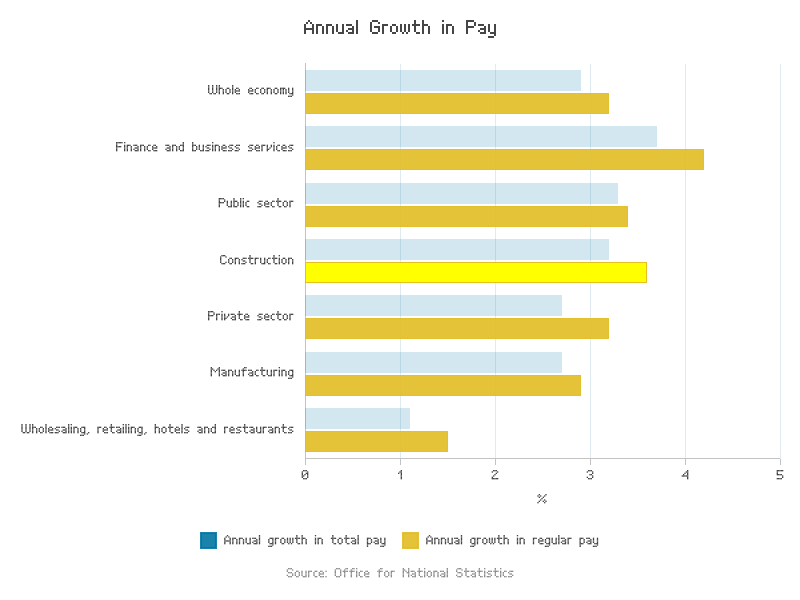 Annual Growth in Pay
Whole economy
Finance and business services
Public sector
Construction
Private sector
Manufacturing
Wholesaling, retailing, hotels and restaurants
0 1 2 3 4 5
%
Annual growth in total pay Annual growth in regular pay
Source: Office for National Statistics